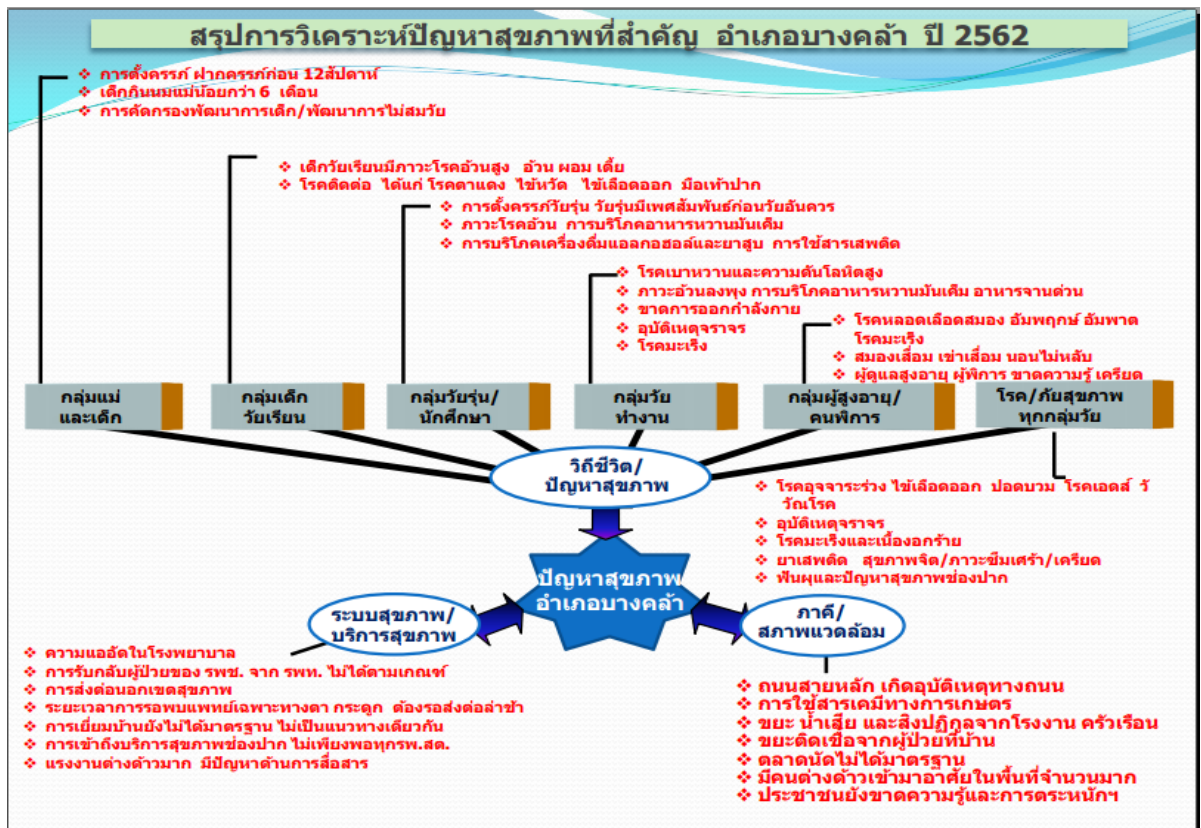 สรุปการวิเคราะห์ปัญหาสุขภาพที่สำคัญ อำเภอบางคล้า ปี 2562
❖ การตั้งครรภ์ ฝากครรภ์ก่อน 12สัปดาห์
❖ เด็กกินนมแม่น้อยกว่า 6 เดือน
❖ การคัดกรองพัฒนาการเด็ก/พัฒนาการไม่สมวัย
❖ เด็กวัยเรียนมีภาวะโรคอ้วนสูง อ้วน ผอม เตี้ย
❖ โรคติดต่อ ได้แก่ โรคตาแดง ไข้หวัด ไข้เลือดออก มือเท้าปาก
❖ การตั้งครรภ์วัยรุ่น วัยรุ่นมีเพศสัมพันธ์ก่อนวัยอันควร
❖ ภาวะโรคอ้วน การบริโภคอาหารหวานมันเค็ม
❖ การบริโภคเครื่องดื่มแอลกอฮอล์และยาสูบ การใช้สารเสพติด
❖ โรคเบาหวานและความดันโลหิตสูง
❖ ภาวะอ้วนลงพุง การบริโภคอาหารหวานมันเค็ม อาหารจานด่วน
❖ ขาดการออกกำลังกาย
❖ อุบัติเหตุจราจร
❖ โรคมะเร็ง
❖ โรคหลอดเลือดสมอง อัมพฤกษ์ อัมพาต
โรคมะเร็ง
❖ สมองเสื่อม เข่าเสื่อม นอนไม่หลับ
❖ ผู้ดูแลสูงอายุ ผู้พิการ ขาดความรู้ เครียด
กลุ่มแม่
และเด็ก
กลุ่มเด็ก
วัยเรียน
กลุ่มวัยรุ่น/
นักศึกษา
กลุ่มวัย
ทำงาน
กลุ่มผู้สูงอายุ/
คนพิการ
โรค/ภัยสุขภาพ
ทุกกลุ่มวัย
วิถีชีวิต/
ปัญหาสุขภาพ
❖ โรคอุจจาระร่วง ไข้เลือดออก ปอดบวม โรคเอดส์ วั
วัณโรค
❖ อุบัติเหตุจราจร
❖ โรคมะเร็งและเนื้องอกร้าย
❖ ยาเสพติด สุขภาพจิต/ภาวะซึมเศร้า/เครียด
❖ ฟันผุและปัญหาสุขภาพช่องปาก
ปัญหาสุขภาพ
อำเภอบางคล้า
ระบบสุขภาพ/
บริการสุขภาพ
ภาคี/
สภาพแวดล้อม
❖ ความแออัดในโรงพยาบาล
❖ การรับกลับผู้ป่วยของ รพช. จาก รพท. ไม่ได้ตามเกณฑ์
❖ การส่งต่อนอกเขตสุขภาพ
❖ ระยะเวลาการรอพบแพทย์เฉพาะทางตา กระดูก ต้องรอส่งต่อล่าช้า
❖ การเยี่ยมบ้านยังไม่ได้มาตรฐาน ไม่เป็นแนวทางเดียวกัน
❖ การเข้าถึงบริการสุขภาพช่องปาก ไม่เพียงพอทุกรพ.สต.
❖ แรงงานต่างด้าวมาก มีปัญหาด้านการสื่อสาร
❖ ถนนสายหลัก เกิดอุบัติเหตุทางถนน
❖ การใช้สารเคมีทางการเกษตร
❖ ขยะ น้ำเสีย และสิ่งปฏิกูลจากโรงงาน ครัวเรือน
❖ ขยะติดเชื้อจากผู้ป่วยที่บ้าน
❖ ตลาดนัดไม่ได้มาตรฐาน
❖ มีคนต่างด้าวเข้ามาอาศัยในพื้นที่จำนวนมาก
❖ ประชาชนยังขาดความรู้และการตระหนักฯ